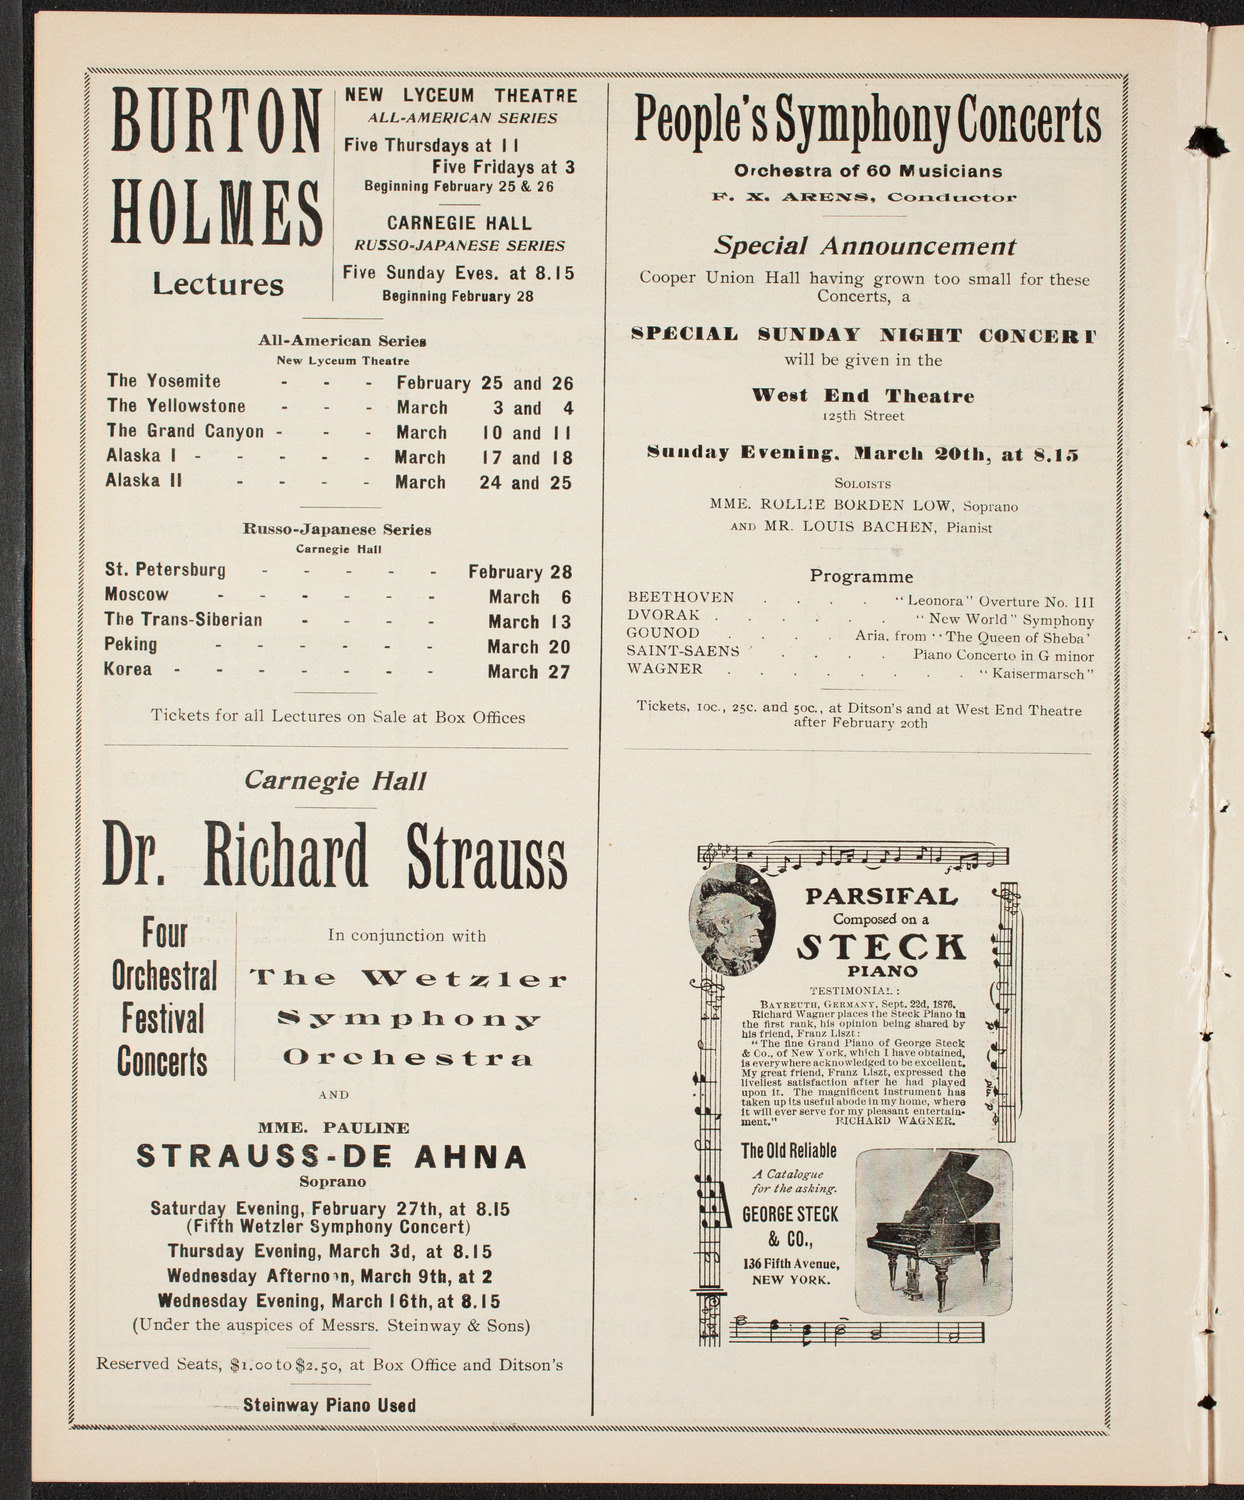 BURTON
HOLMES
Lectures
NEW LYCEUM THEATRE
ALL-AMERICAN SERIES
Five Thursdays at 11
Five Fridays at 3
Beginning February 25 & 26
CARNEGIE HALL
RUSSO-JAPANESE SERIES
Five Sunday Eves. at 8.15
Beginning February 28
All-American Series
New Lyceum Theatre
The Yosemite - - - February 25 and 26
The Yellowstone - - - March 3 and 4
The Grand Canyon - - - March 10 and 11
Alaska I - - - - - March 17 and 18
Alaska II - - - - March 24 and 25
Russo-Japanese Series
Carnegie Hall
St. Petersburg - - - - - February 28
Moscow - - - - - - March 6
The Trans-Siberian - - - - March 13
Peking - - - - - - March 20
Korea - - - - - - - March 27
Tickets for all Lectures on Sale at Box Offices
Carnegie Hall
Dr. Richard Strauss
Four
Orchestral
Festival
Concerts
In conjunction with
The Wetzler
Symphony
Orchestra
AND
MME. PAULINE
STRAUSS-DE AHNA
Soprano
Saturday Evening, February 27th, at 8.15
(Fifth Wetzler Symphony Concert)
Thursday Evening, March 3d, at 8.15
Wednesday Afternoon, March 9th, at 2
Wednesday Evening, March 16th, at 8.15
(Under the auspices of Messrs. Steinway & Sons)
Reserved Seats, $1.00 to $2.50, at Box Office and Ditson's
Steinway Piano Used
People's Symphony Concerts
Orchestra of 60 Musicians
F. X. ARENS, Conductor
Special Announcement
Cooper Union Hall having grown too small for these
Concerts, a
SPECIAL SUNDAY NIGHT CONCERT
will be given in the
West End Theatre
125th Street
Sunday Evening, March 20th, at 8.15
SOLOISTS
MME. ROLLIE BORDEN LOW, Soprano
AND MR. LOUIS BACHEN, Pianist
Programme
BEETHOVEN . . . . "Leonora" Overture No. III
DVORAK . . . . . . "New World" Symphony
GOUNOD . . . . Aria, from "The Queen of Sheba'
SAINT-SAENS . . . . Piano Concerto in G minor
WAGNER . . . . . . . "Kaisermarsch"
Tickets, 10c., 25c. and 50c., at Ditson's and at West End Theatre
after February 20th
PARSIFAL
Composed on a
STECK
PIANO
TESTIMONIAL:
BAYREUTH, GERMANY, Sept. 22d, 1876.
Richard Wagner places the Steck Piano in
the first rank, his opinion being shared by
his friend, Franz Liszt:
"The fine Grand Piano of George Steck
& Co., of New York, which I have obtained,
is everywhere acknowledged to be excellent.
My great friend, Franz Liszt, expressed the
liveliest satisfaction after he had played
upon it. The magnificent instrument has
taken up its useful abode in my home, where
it will ever serve for my pleasant entertain-
ment." RICHARD WAGNER.
The Old Reliable
A Catalogue
for the asking.
GEORGE STECK
& CO.,
136 Fifth Avenue,
NEW YORK.